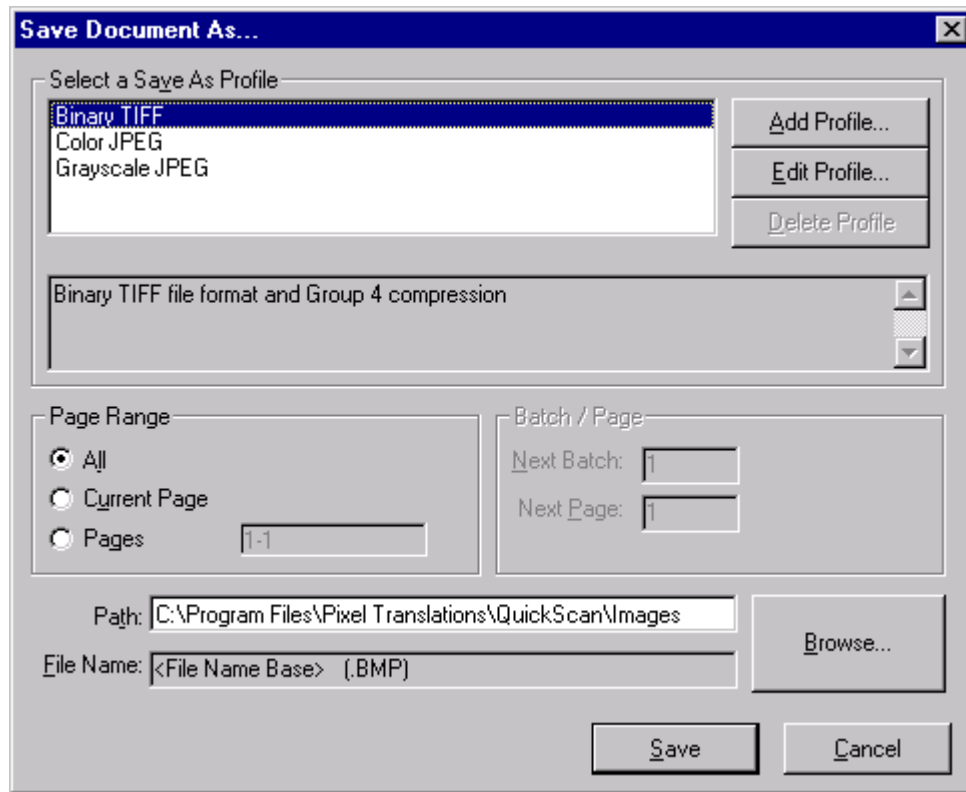 Save Document As...
Select a Save As Profile
Binary TIFF
Color JPEG
Grayscale JPEG
Add Profile...
Edit Profile...
Delete Profile
Binary TIFF file format and Group 4 compression
Page Range
All
Current Page
Pages 1-1
Batch / Page
Next Batch: 1
Next Page: 1
Path: C:\Program Files\Pixel Translations\QuickScan\Images
File Name: <File Name Base> (.BMP)
Browse...
Save Cancel